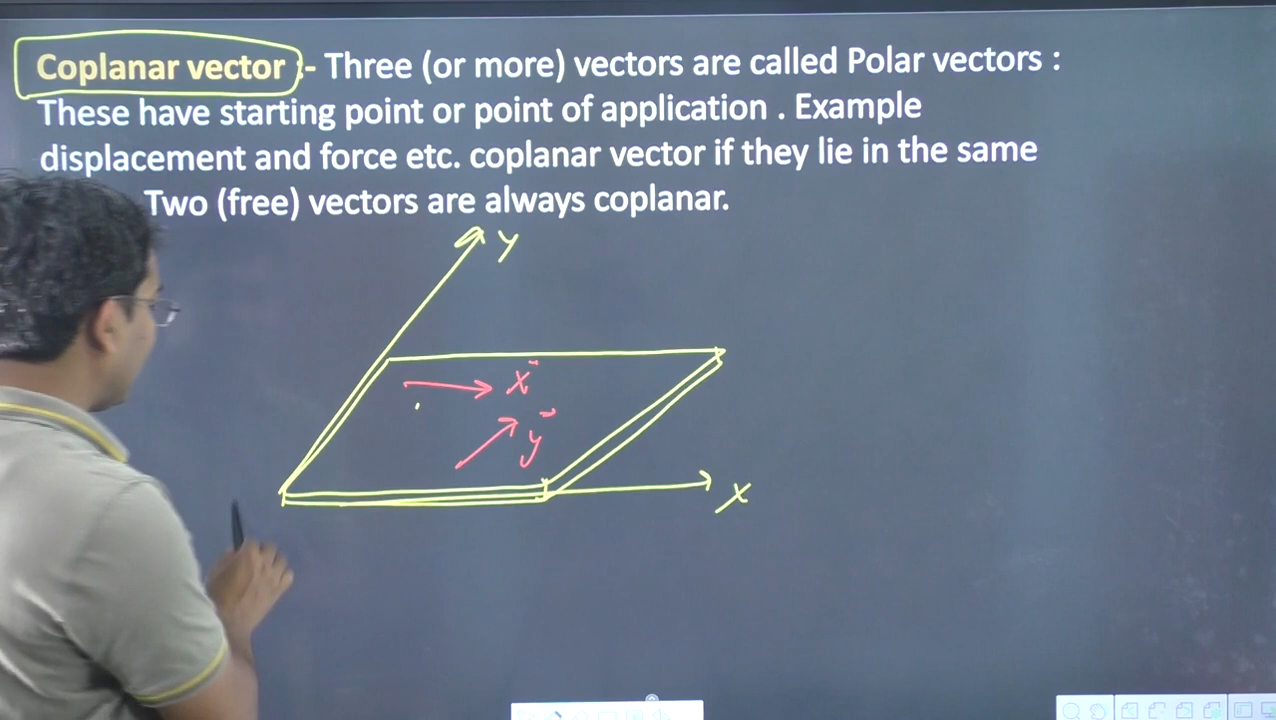 Coplanar vector :- Three (or more) vectors are called Polar vectors :
These have starting point or point of application . Example
displacement and force etc. coplanar vector if they lie in the same
Two (free) vectors are always coplanar.
y
x⃗
y⃗
x